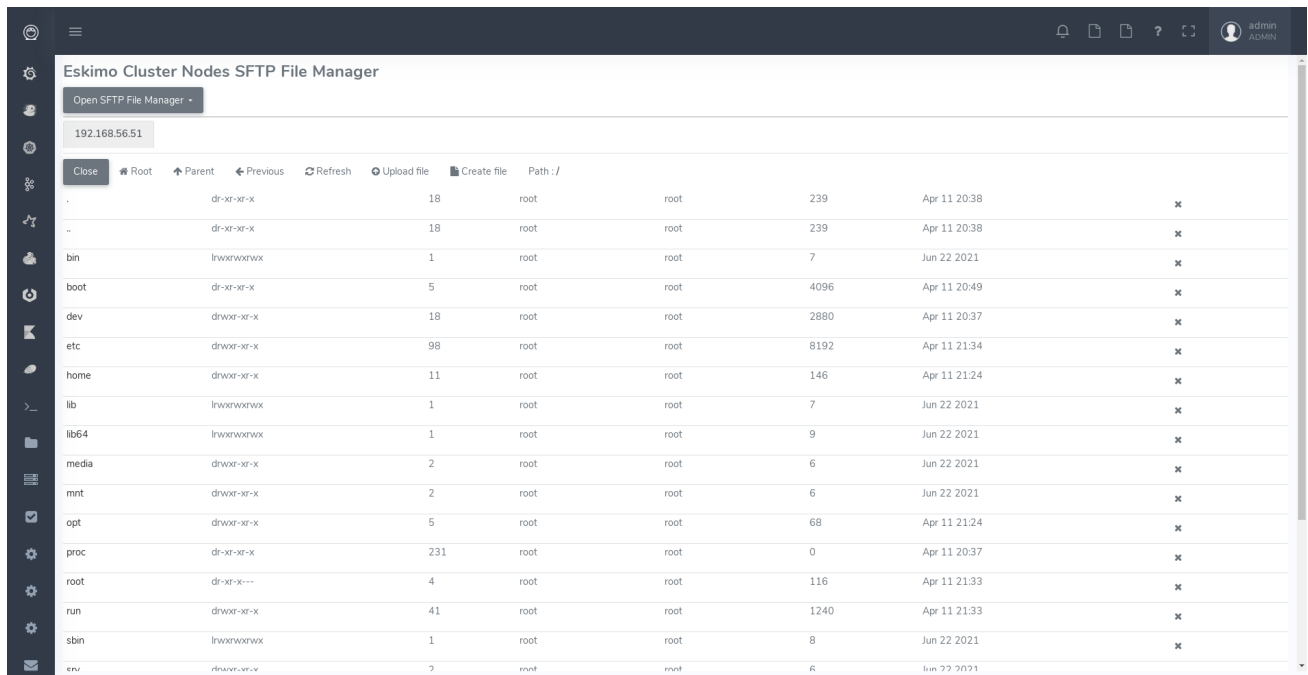 admin
ADMIN
Eskimo Cluster Nodes SFTP File Manager
Open SFTP File Manager
192.168.56.51
Close Root Parent Previous Refresh Upload file Create file Path : /
. dr-xr-xr-x 18 root root 239 Apr 11 20:38
.. dr-xr-xr-x 18 root root 239 Apr 11 20:38
bin lrwxrwxrwx 1 root root 7 Jun 22 2021
boot dr-xr-xr-x 5 root root 4096 Apr 11 20:49
dev drwxr-xr-x 18 root root 2880 Apr 11 20:37
etc drwxr-xr-x 98 root root 8192 Apr 11 21:34
home drwxr-xr-x 11 root root 146 Apr 11 21:24
lib lrwxrwxrwx 1 root root 7 Jun 22 2021
lib64 lrwxrwxrwx 1 root root 9 Jun 22 2021
media drwxr-xr-x 2 root root 6 Jun 22 2021
mnt drwxr-xr-x 2 root root 6 Jun 22 2021
opt drwxr-xr-x 5 root root 68 Apr 11 21:24
proc dr-xr-xr-x 231 root root 0 Apr 11 20:37
root dr-xr-x--- 4 root root 116 Apr 11 21:33
run drwxr-xr-x 41 root root 1240 Apr 11 21:33
sbin lrwxrwxrwx 1 root root 8 Jun 22 2021
srv drwxr-xr-x 2 root root 6 Jun 22 2021